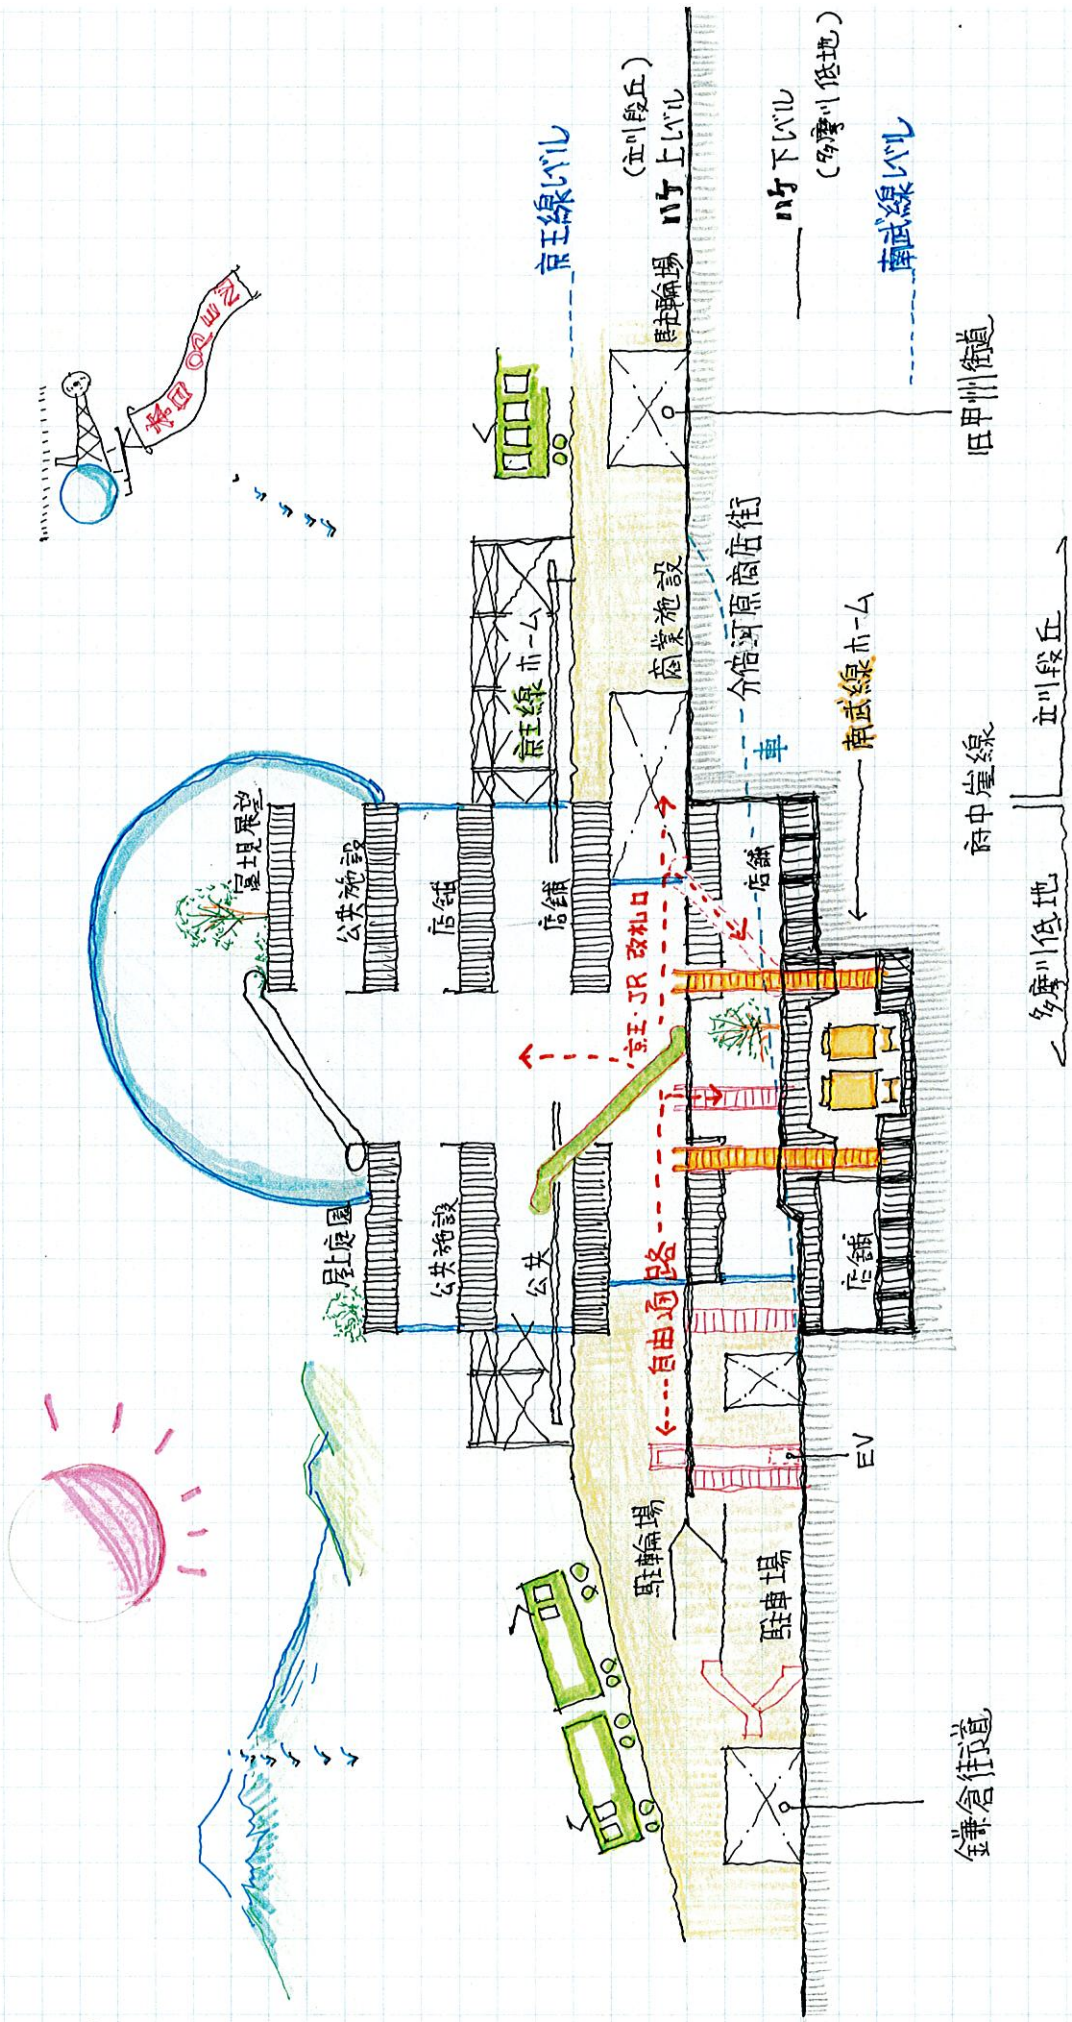 富士見展望
屋上庭園
公共施設
公共施設
店舗
京王線レベル
公共
店舗
京王線 ホーム
(立川段丘)
京王・JR 改札口
自由通路
駐輪場
商業施設
駐輪場
ハケ上レベル
分倍河原商店街
車
店舗
駐車場
ハケ下レベル
(多摩川低地)
EV
店舗
南武線ホーム
南武線レベル
鎌倉街道
旧甲州街道
府中崖線
多摩川低地
立川段丘